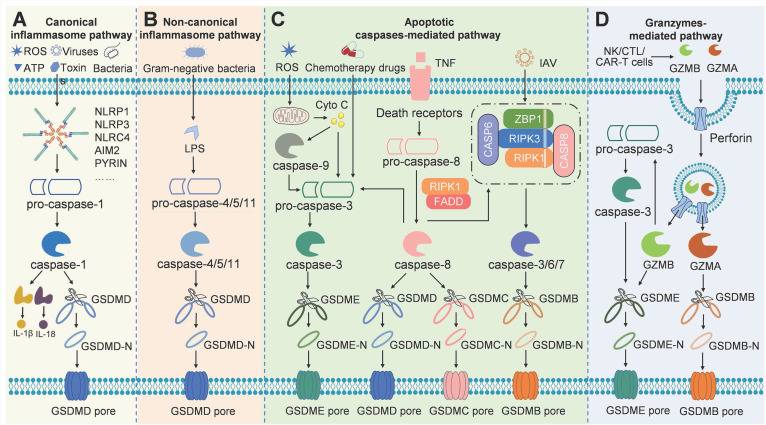 A Canonical
inflammasome pathway
ROS Viruses
ATP Toxin
s
Bacteria
NLRP1
NLRP3
NLRC4
AIM2
PYRIN
......
pro-caspase-1
caspase-1
GSDMD
IL-1β IL-18
GSDMD-N
GSDMD pore
B Non-canonical
inflammasome pathway
Gram-negative bacteria
LPS
pro-caspase-4/5/11
caspase-4/5/11
GSDMD
GSDMD-N
GSDMD pore
C Apoptotic
caspases-mediated pathway
ROS Chemotherapy drugs
TNF
IAV
Cyto C
Death receptors
caspase-9
pro-caspase-8
CASP6
ZBP1
RIPK3
RIPK1
CASP8
RIPK1
FADD
pro-caspase-3
caspase-3
caspase-8
caspase-3/6/7
GSDME
GSDMD
GSDMC
GSDMB
GSDME-N
GSDMD-N
GSDMC-N
GSDMB-N
GSDME pore
GSDMD pore
GSDMC pore
GSDMB pore
D Granzymes-
mediated pathway
NK/CTL/
CAR-T cells
GZMB
GZMA
Perforin
pro-caspase-3
caspase-3
GZMB
GZMA
GSDME
GSDMB
GSDME-N
GSDMB-N
GSDME pore
GSDMB pore